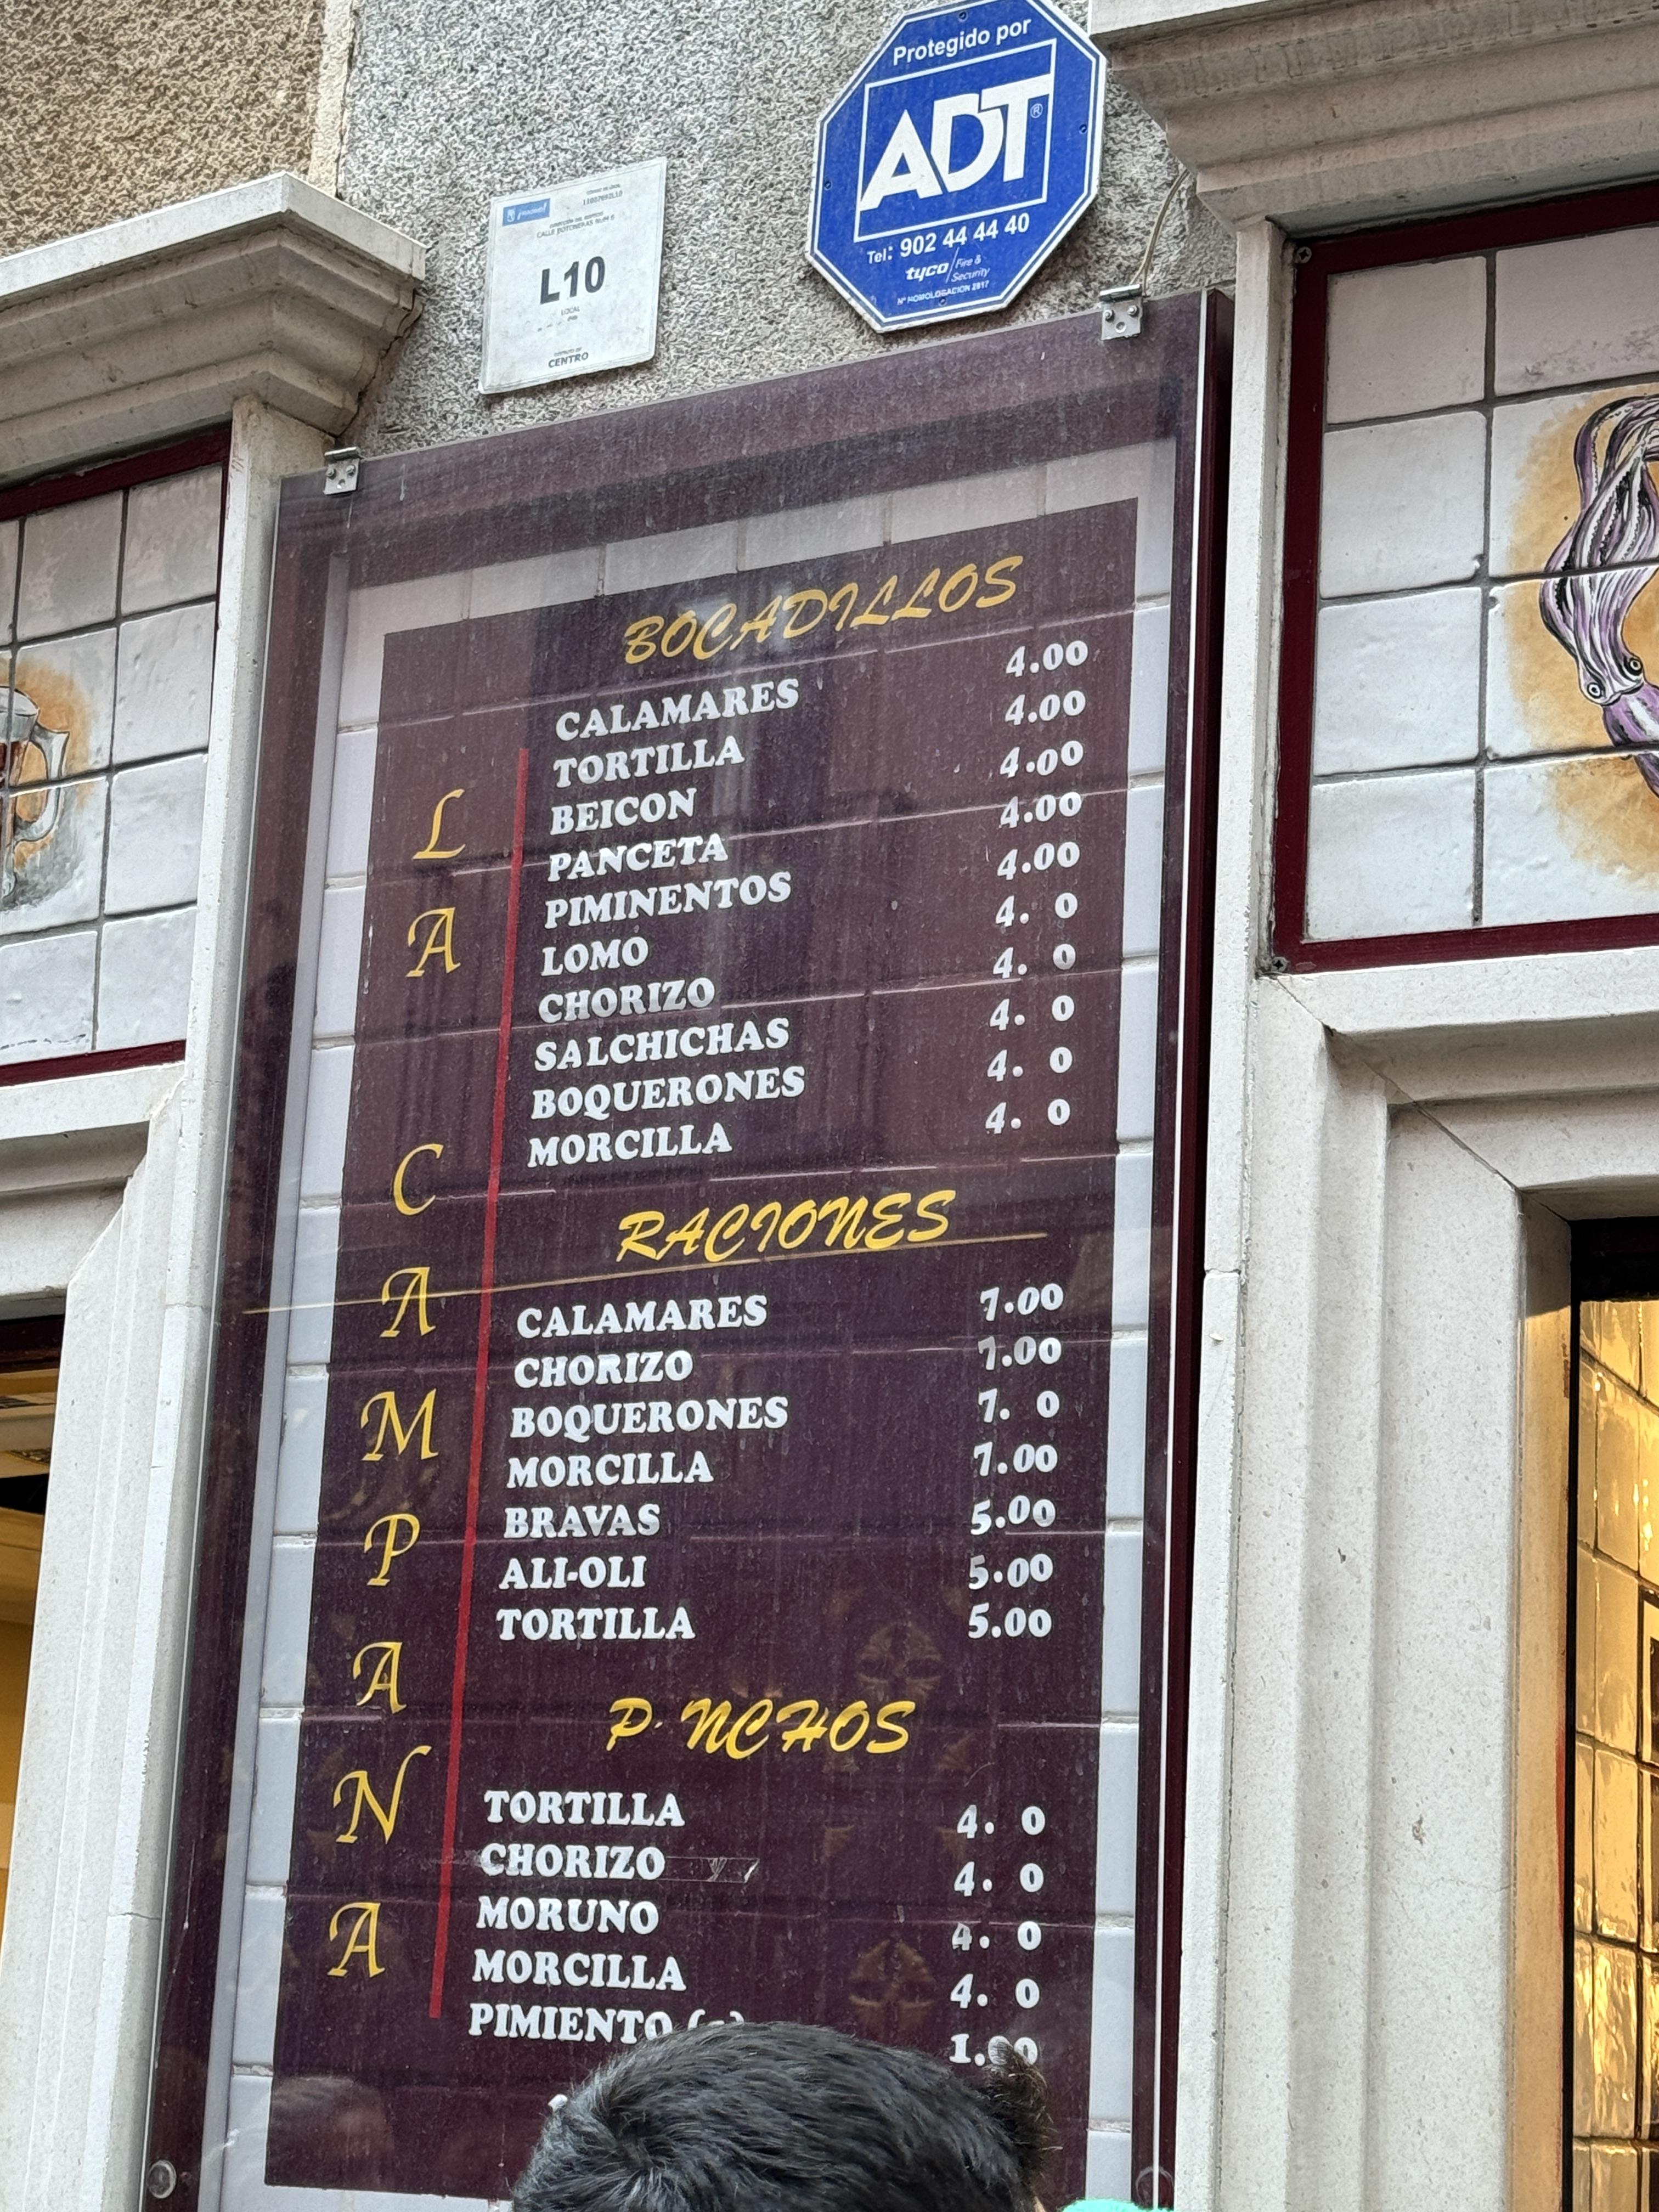 Protegido por
ADT®
Tel: 902 44 44 40
tyco Fire & Security
Nº HOMOLOGACION 2817
L10
LOCAL
CENTRO
LA CAMPANA
BOCADILLOS
CALAMARES 4.00
TORTILLA 4.00
BEICON 4.00
PANCETA 4.00
PIMINENTOS 4.00
LOMO 4. 0
CHORIZO 4. 0
SALCHICHAS 4. 0
BOQUERONES 4. 0
MORCILLA 4. 0
RACIONES
CALAMARES 7.00
CHORIZO 7.00
BOQUERONES 7. 0
MORCILLA 7.00
BRAVAS 5.00
ALI-OLI 5.00
TORTILLA 5.00
P NCHOS
TORTILLA 4. 0
CHORIZO 4. 0
MORUNO 4. 0
MORCILLA 4. 0
PIMIENTO 1.00